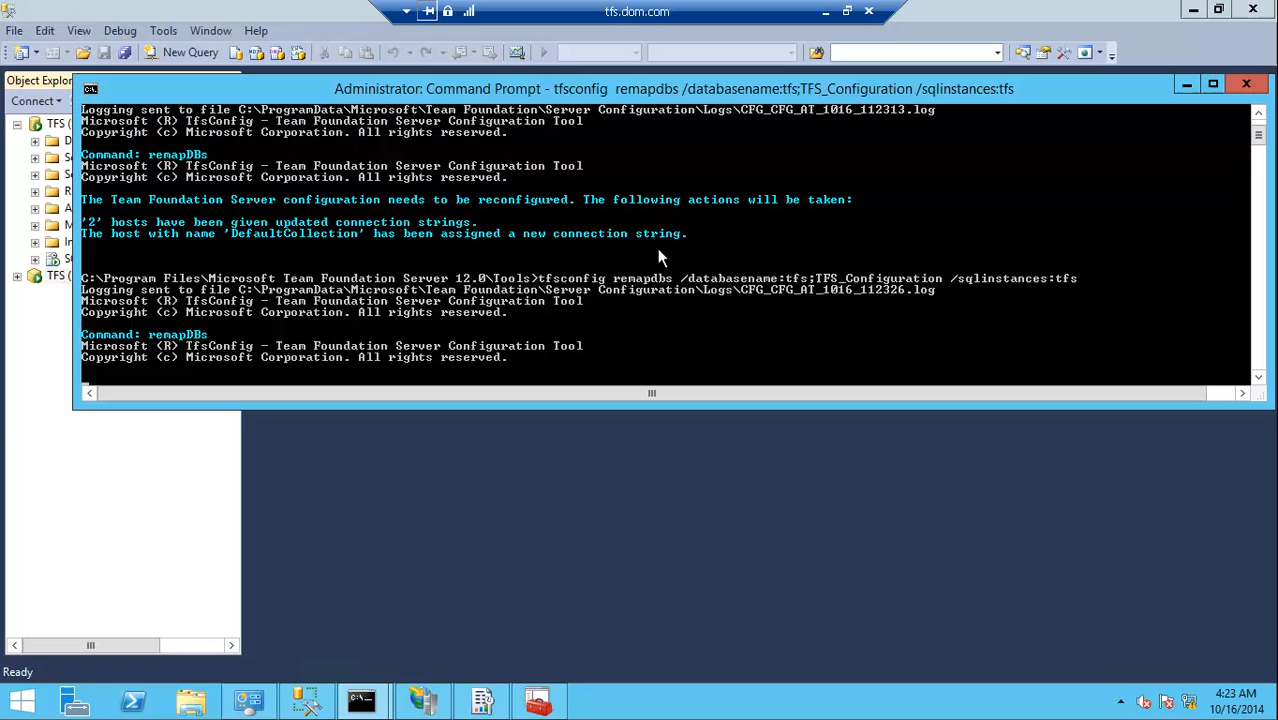 tfs.dom.com
File Edit View Debug Tools Window Help
New Query
Object Explor
Connect
TFS (
D
S
S
R
A
M
In
S
TFS (
Administrator: Command Prompt - tfsconfig remapdbs /databasename:tfs;TFS_Configuration /sqlinstances:tfs
Logging sent to file C:\ProgramData\Microsoft\Team Foundation\Server Configuration\Logs\CFG_CFG_AT_1016_112313.log
Microsoft (R) TfsConfig - Team Foundation Server Configuration Tool
Copyright (c) Microsoft Corporation. All rights reserved.
Command: remapDBs
Microsoft (R) TfsConfig - Team Foundation Server Configuration Tool
Copyright (c) Microsoft Corporation. All rights reserved.
The Team Foundation Server configuration needs to be reconfigured. The following actions will be taken:
'2' hosts have been given updated connection strings.
The host with name 'DefaultCollection' has been assigned a new connection string.
C:\Program Files\Microsoft Team Foundation Server 12.0\Tools>tfsconfig remapdbs /databasename:tfs;TFS_Configuration /sqlinstances:tfs
Logging sent to file C:\ProgramData\Microsoft\Team Foundation\Server Configuration\Logs\CFG_CFG_AT_1016_112326.log
Microsoft (R) TfsConfig - Team Foundation Server Configuration Tool
Copyright (c) Microsoft Corporation. All rights reserved.
Command: remapDBs
Microsoft (R) TfsConfig - Team Foundation Server Configuration Tool
Copyright (c) Microsoft Corporation. All rights reserved.
Ready
4:23 AM
10/16/2014